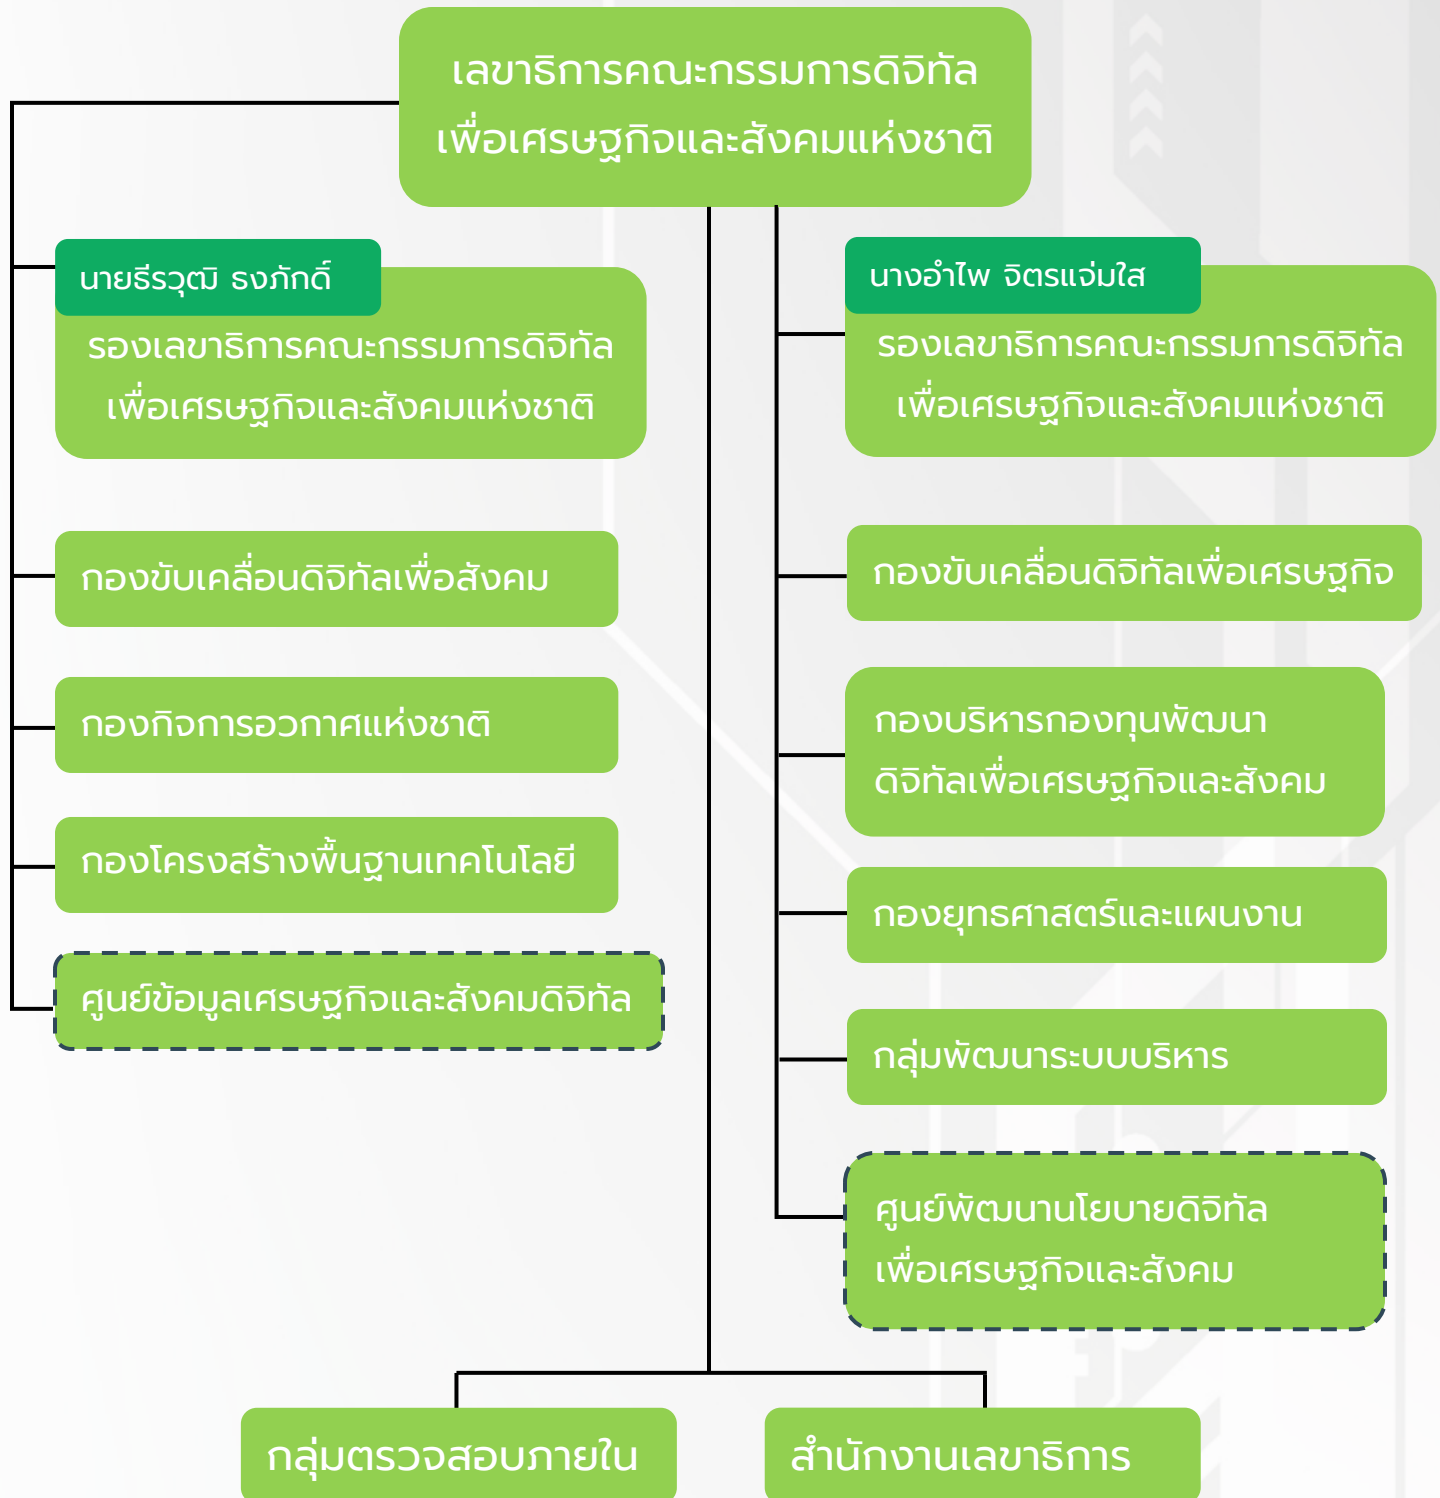 เลขาธิการคณะกรรมการดิจิทัล
เพื่อเศรษฐกิจและสังคมแห่งชาติ
นายธีรวุฒิ ธงภักดิ์
รองเลขาธิการคณะกรรมการดิจิทัล
เพื่อเศรษฐกิจและสังคมแห่งชาติ
กองขับเคลื่อนดิจิทัลเพื่อสังคม
กองกิจการอวกาศแห่งชาติ
กองโครงสร้างพื้นฐานเทคโนโลยี
ศูนย์ข้อมูลเศรษฐกิจและสังคมดิจิทัล
นางอำไพ จิตรแจ่มใส
รองเลขาธิการคณะกรรมการดิจิทัล
เพื่อเศรษฐกิจและสังคมแห่งชาติ
กองขับเคลื่อนดิจิทัลเพื่อเศรษฐกิจ
กองบริหารกองทุนพัฒนา
ดิจิทัลเพื่อเศรษฐกิจและสังคม
กองยุทธศาสตร์และแผนงาน
กลุ่มพัฒนาระบบบริหาร
ศูนย์พัฒนานโยบายดิจิทัล
เพื่อเศรษฐกิจและสังคม
กลุ่มตรวจสอบภายใน
สำนักงานเลขาธิการ